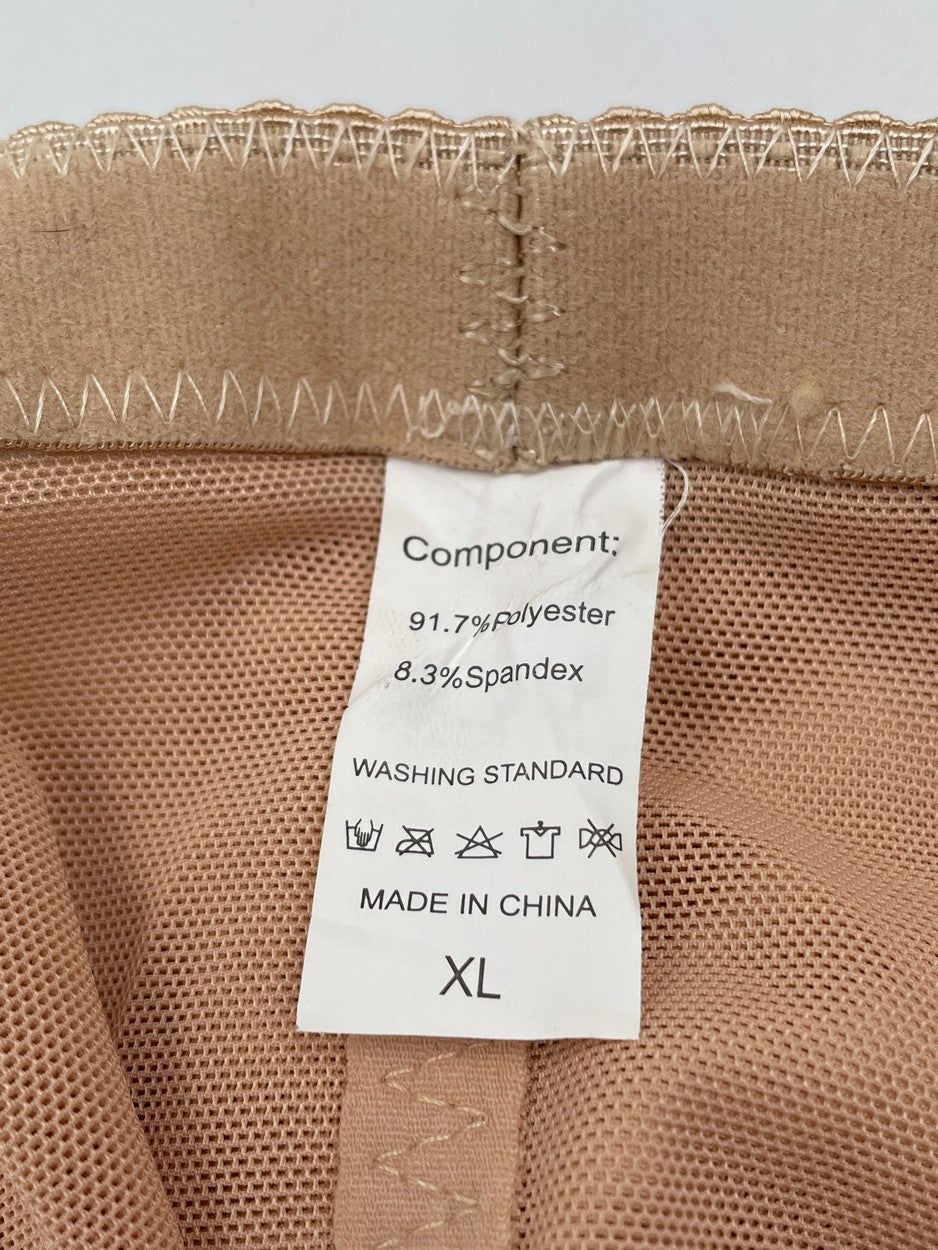 Component:
91.7%Polyester
8.3%Spandex
WASHING STANDARD
MADE IN CHINA
XL